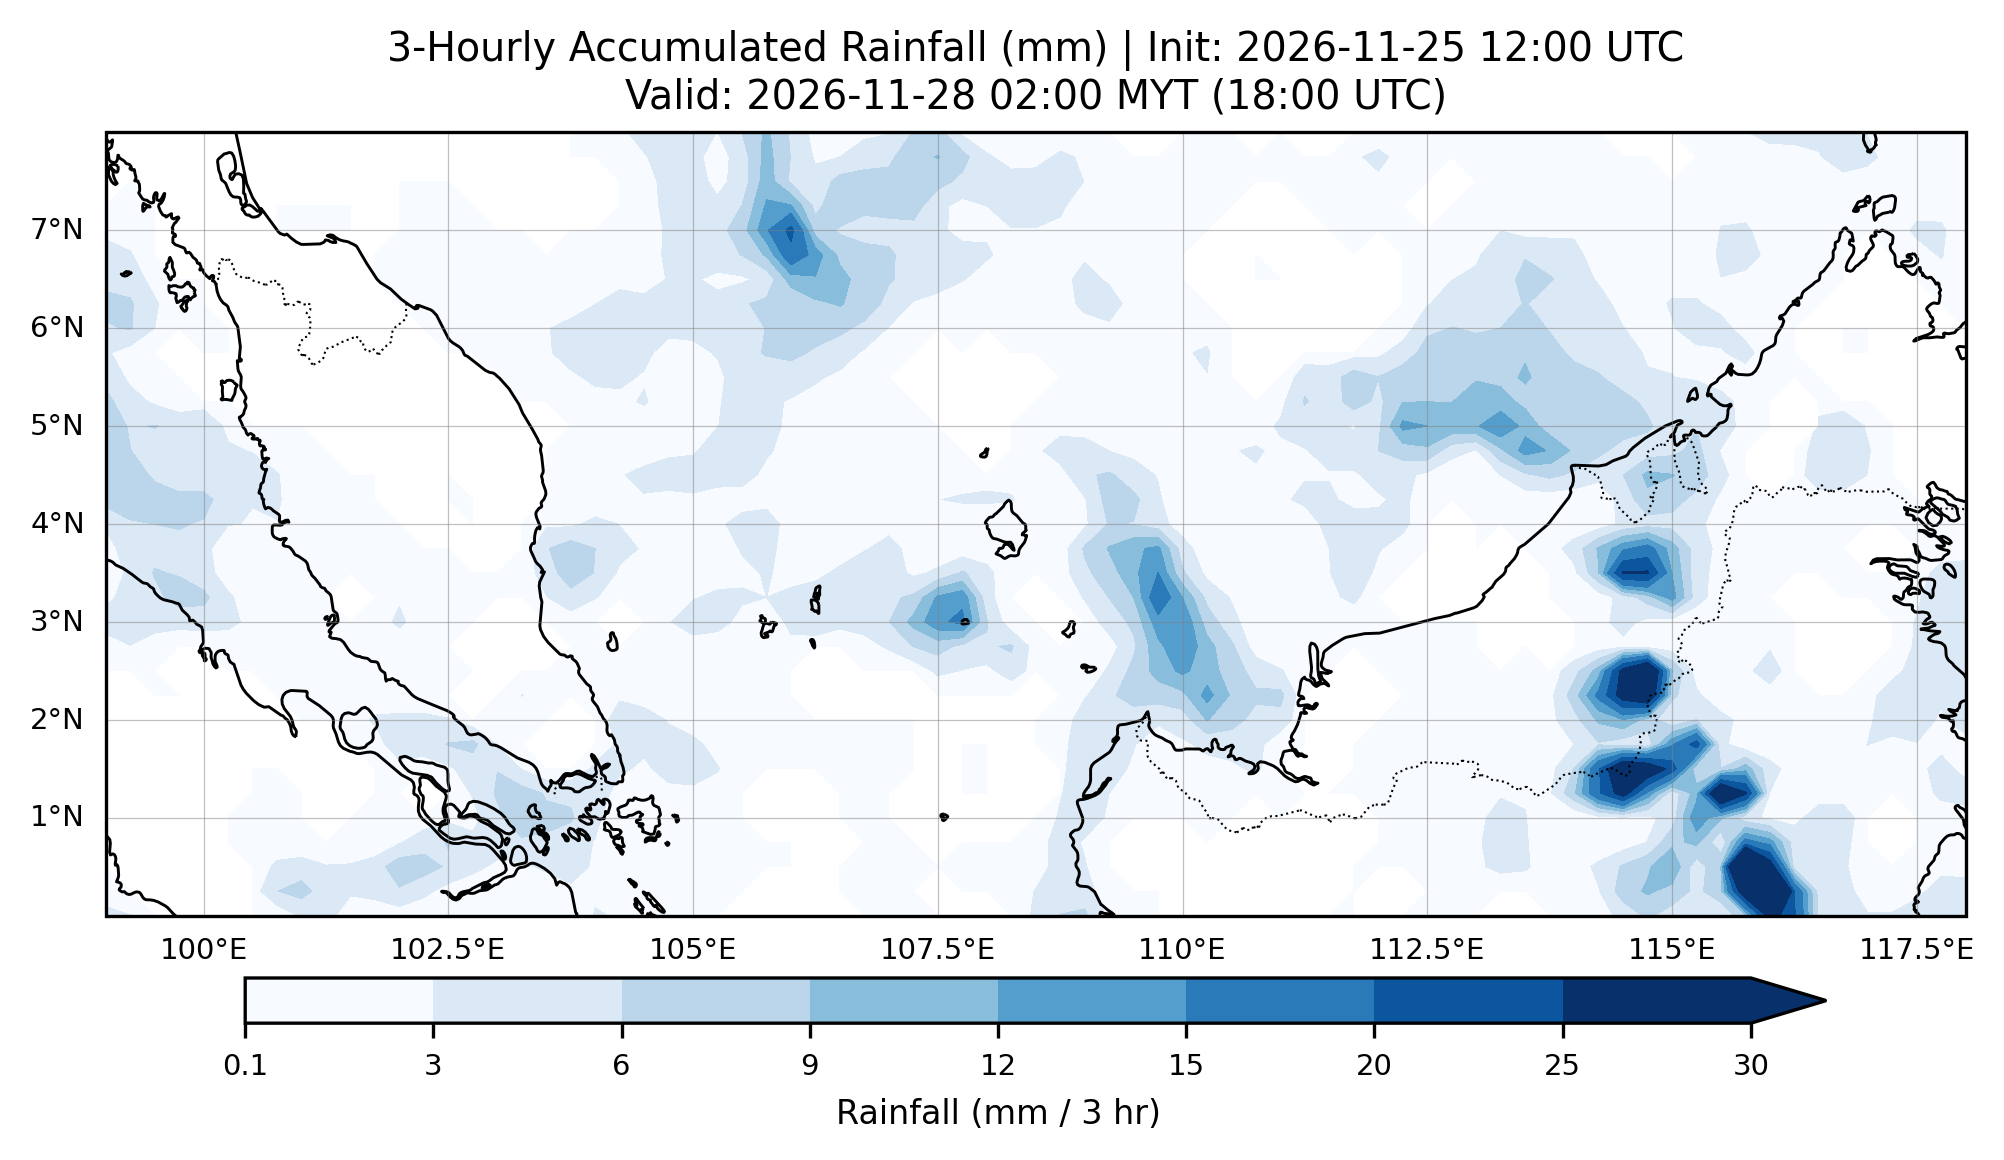 3-Hourly Accumulated Rainfall (mm) | Init: 2026-11-25 12:00 UTC
Valid: 2026-11-28 02:00 MYT (18:00 UTC)
7°N
6°N
5°N
4°N
3°N
2°N
1°N
100°E 102.5°E 105°E 107.5°E 110°E 112.5°E 115°E 117.5°E
0.1 3 6 9 12 15 20 25 30
Rainfall (mm / 3 hr)